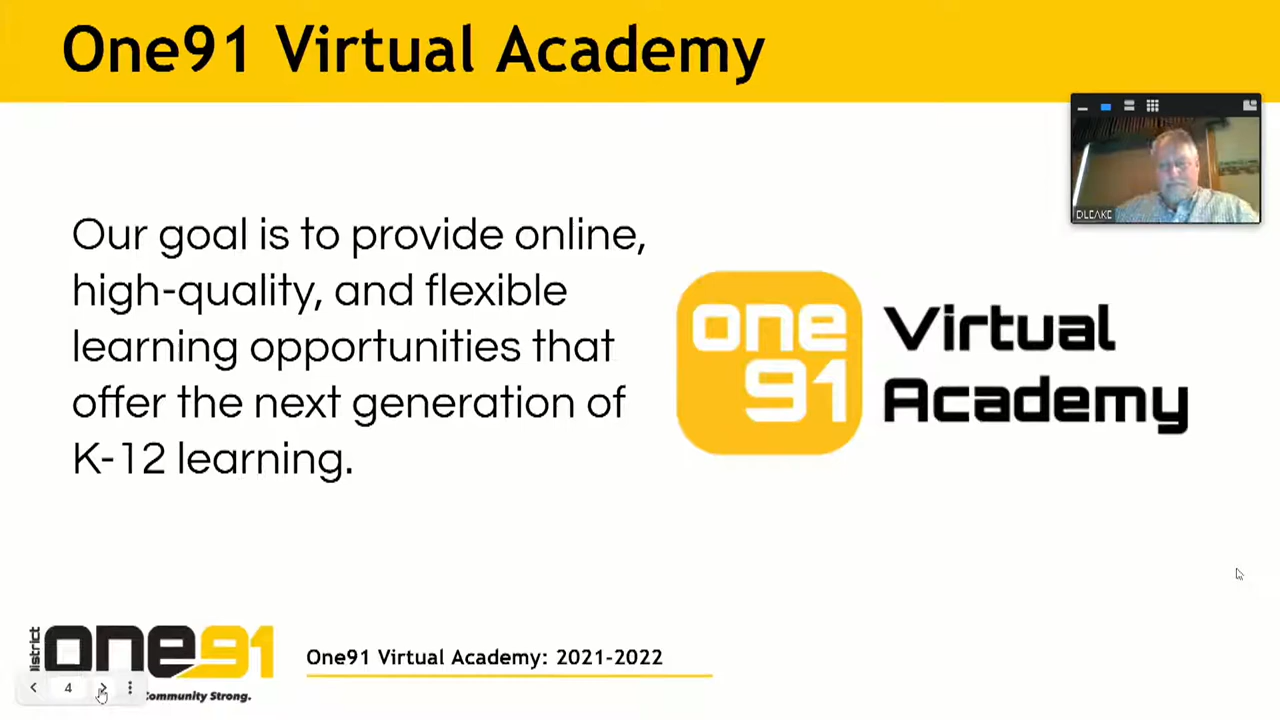 One91 Virtual Academy
DLEAKE
Our goal is to provide online,
high-quality, and flexible
learning opportunities that
offer the next generation of
K-12 learning.
one
91
Virtual
Academy
district
one91
Community Strong.
One91 Virtual Academy: 2021-2022
4